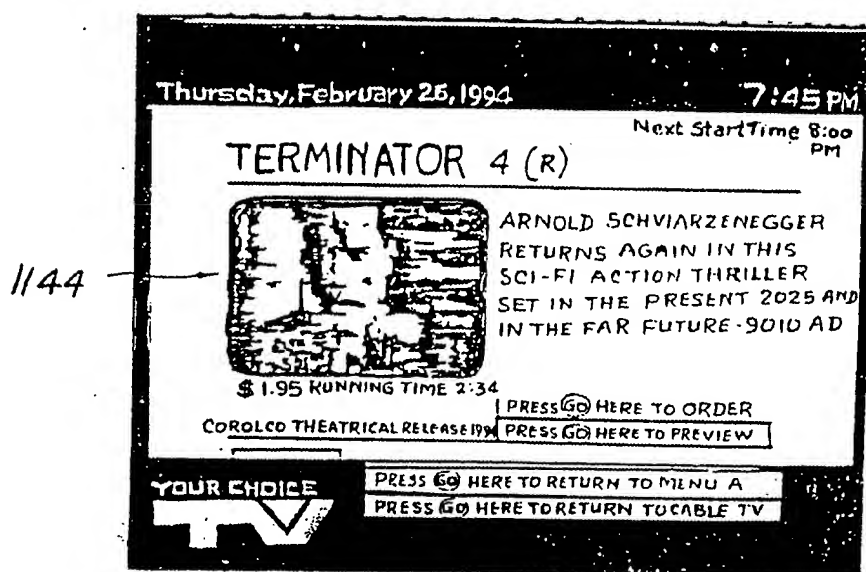 Thursday, February 26, 1994 7:45 PM
Next Start Time 8:00
PM
TERMINATOR 4 (R)
1144
ARNOLD SCHVIARZENEGGER
RETURNS AGAIN IN THIS
SCI-FI ACTION THRILLER
SET IN THE PRESENT 2025 AND
IN THE FAR FUTURE-9010 AD
$ 1.95 RUNNING TIME 2:34
PRESS GO HERE TO ORDER
COROLCO THEATRICAL RELEASE 1994 PRESS GO HERE TO PREVIEW
YOUR CHOICE
TV
PRESS GO HERE TO RETURN TO MENU A
PRESS GO HERE TO RETURN TO CABLE TV